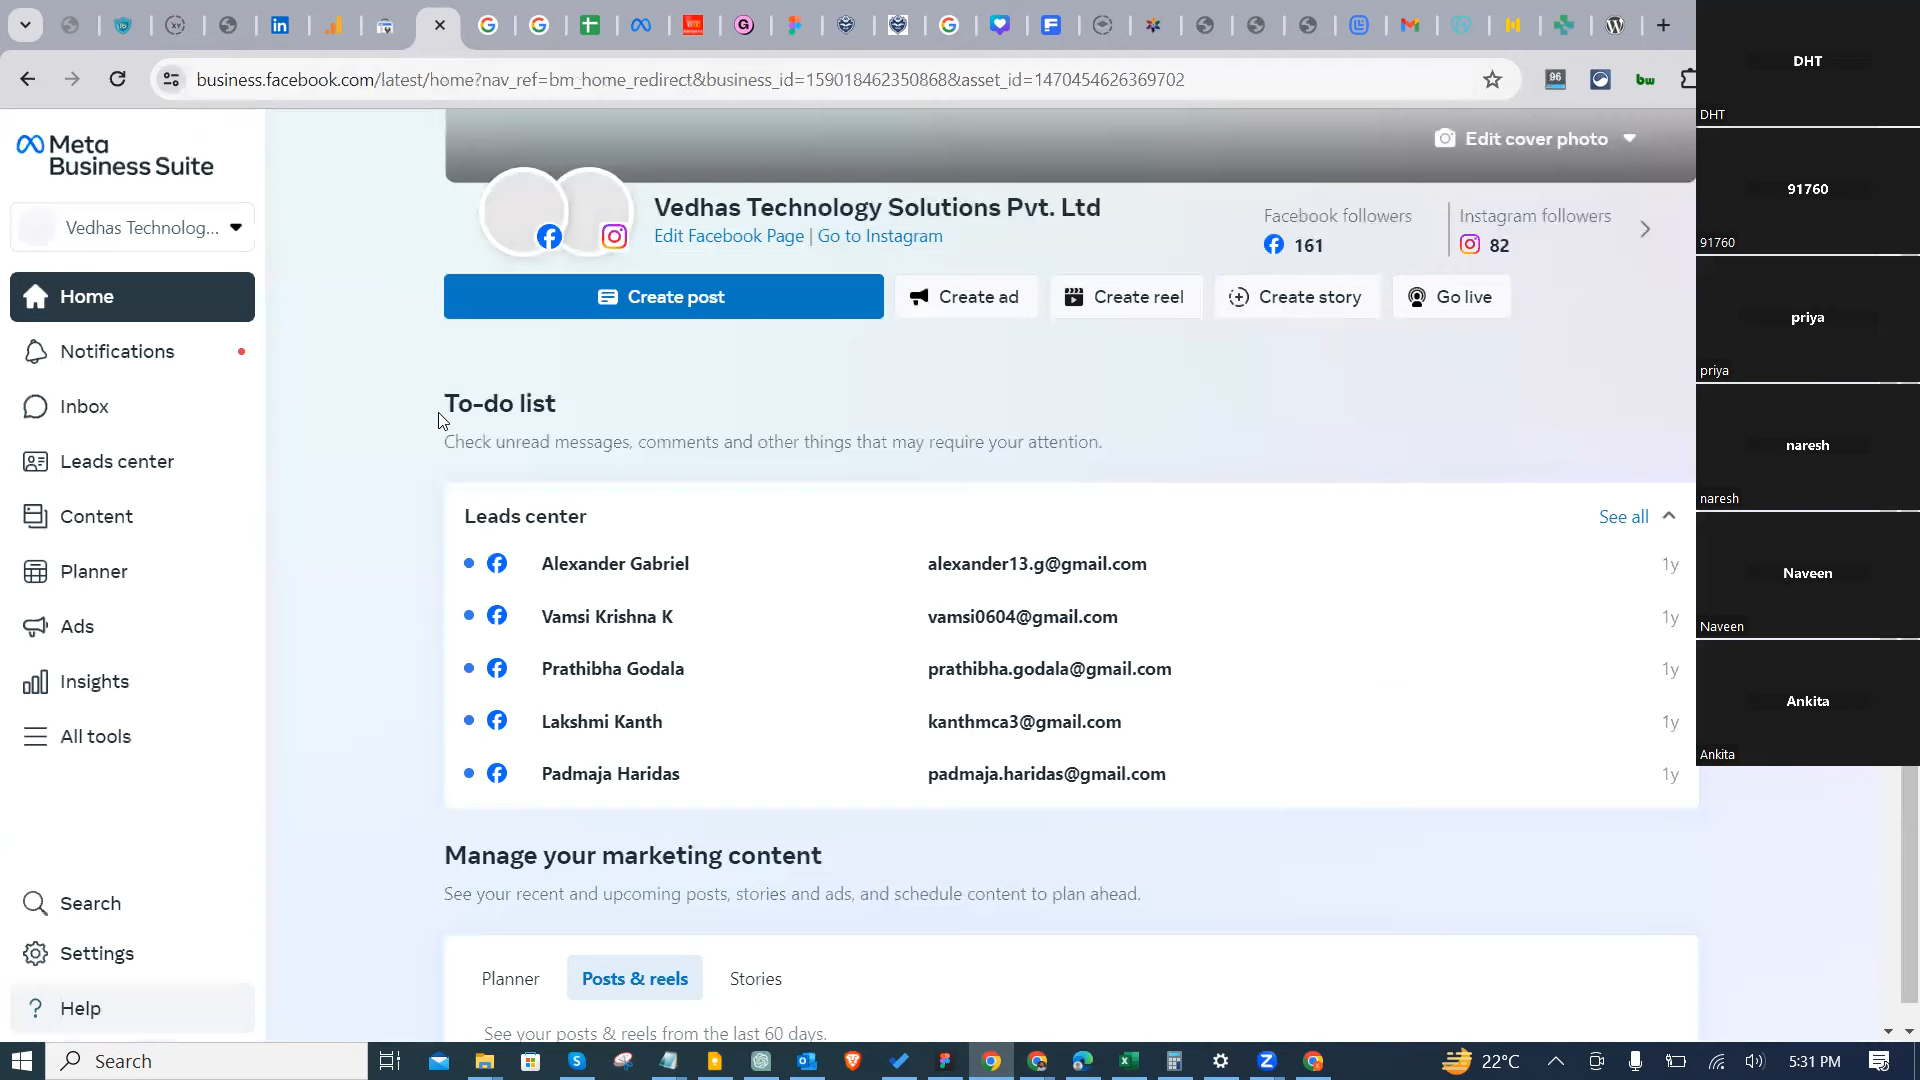 business.facebook.com/latest/home?nav_ref=bm_home_redirect&business_id=159018462350868&asset_id=1470454626369702
96
bw
Meta
Business Suite
Vedhas Technolog...
Home
Notifications
Inbox
Leads center
Content
Planner
Ads
Insights
All tools
Search
Settings
? Help
Edit cover photo
Vedhas Technology Solutions Pvt. Ltd
Edit Facebook Page | Go to Instagram
Facebook followers
161
Instagram followers
82
Create post
Create ad
Create reel
Create story
Go live
To-do list
Check unread messages, comments and other things that may require your attention.
Leads center
See all
Alexander Gabriel alexander13.g@gmail.com 1y
Vamsi Krishna K vamsi0604@gmail.com 1y
Prathibha Godala prathibha.godala@gmail.com 1y
Lakshmi Kanth kanthmca3@gmail.com 1y
Padmaja Haridas padmaja.haridas@gmail.com 1y
Manage your marketing content
See your recent and upcoming posts, stories and ads, and schedule content to plan ahead.
Planner Posts & reels Stories
See your posts & reels from the last 60 days.
DHT
DHT
91760
91760
priya
priya
naresh
naresh
Naveen
Naveen
Ankita
Ankita
Search
22°C
5:31 PM